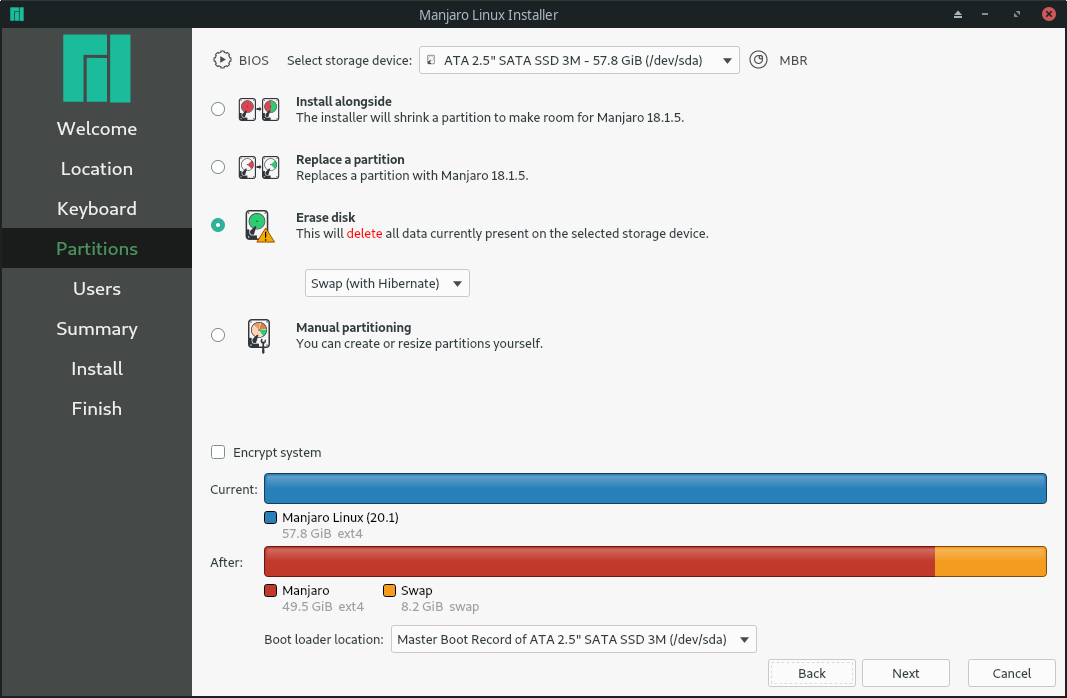 Manjaro Linux Installer
Welcome
Location
Keyboard
Partitions
Users
Summary
Install
Finish
BIOS Select storage device: ATA 2.5" SATA SSD 3M - 57.8 GiB (/dev/sda) MBR
Install alongside
The installer will shrink a partition to make room for Manjaro 18.1.5.
Replace a partition
Replaces a partition with Manjaro 18.1.5.
Erase disk
This will delete all data currently present on the selected storage device.
Swap (with Hibernate)
Manual partitioning
You can create or resize partitions yourself.
Encrypt system
Current:
Manjaro Linux (20.1)
57.8 GiB ext4
After:
Manjaro Swap
49.5 GiB ext4 8.2 GiB swap
Boot loader location: Master Boot Record of ATA 2.5" SATA SSD 3M (/dev/sda)
Back Next Cancel